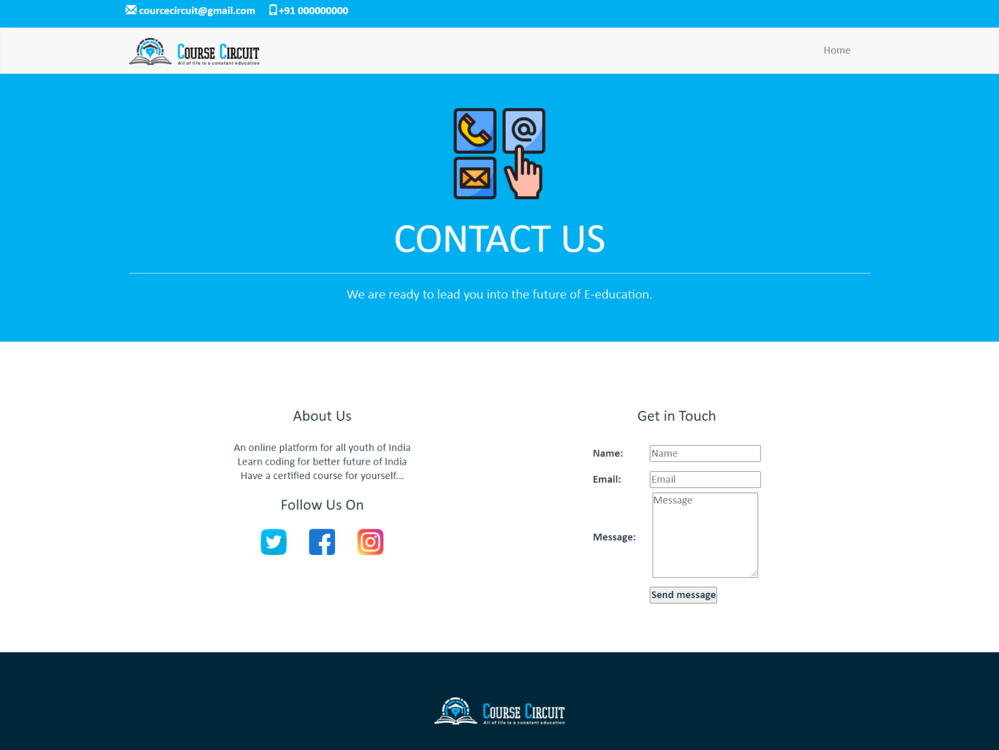 courcecircuit@gmail.com +91 000000000
COURSE CIRCUIT
All of life is a constant education
Home
@
CONTACT US
We are ready to lead you into the future of E-education.
About Us
An online platform for all youth of India
Learn coding for better future of India
Have a certified course for yourself...
Follow Us On
Get in Touch
Name: Name
Email: Email
Message: Message
Send message
COURSE CIRCUIT
All of life is a constant education